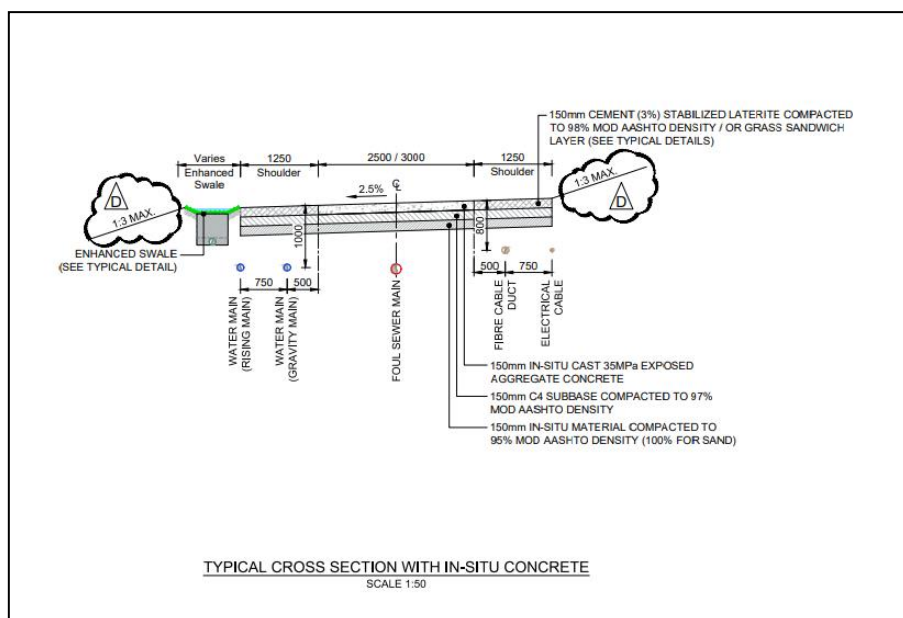 150mm CEMENT (3%) STABILIZED LATERITE COMPACTED
TO 98% MOD AASHTO DENSITY / OR GRASS SANDWICH
LAYER (SEE TYPICAL DETAILS)
Varies
Enhanced
Swale
1250
Shoulder
2500 / 3000
1250
Shoulder
℄
2.5%
D
1:3 MAX.
1:3 MAX.
D
1000
800
ENHANCED SWALE
(SEE TYPICAL DETAIL)
750
500
500
750
WATER MAIN
(RISING MAIN)
WATER MAIN
(GRAVITY MAIN)
FOUL SEWER MAIN
FIBRE CABLE
DUCT
ELECTRICAL
CABLE
150mm IN-SITU CAST 35MPa EXPOSED
AGGREGATE CONCRETE
150mm C4 SUBBASE COMPACTED TO 97%
MOD AASHTO DENSITY
150mm IN-SITU MATERIAL COMPACTED TO
95% MOD AASHTO DENSITY (100% FOR SAND)
TYPICAL CROSS SECTION WITH IN-SITU CONCRETE
SCALE 1:50